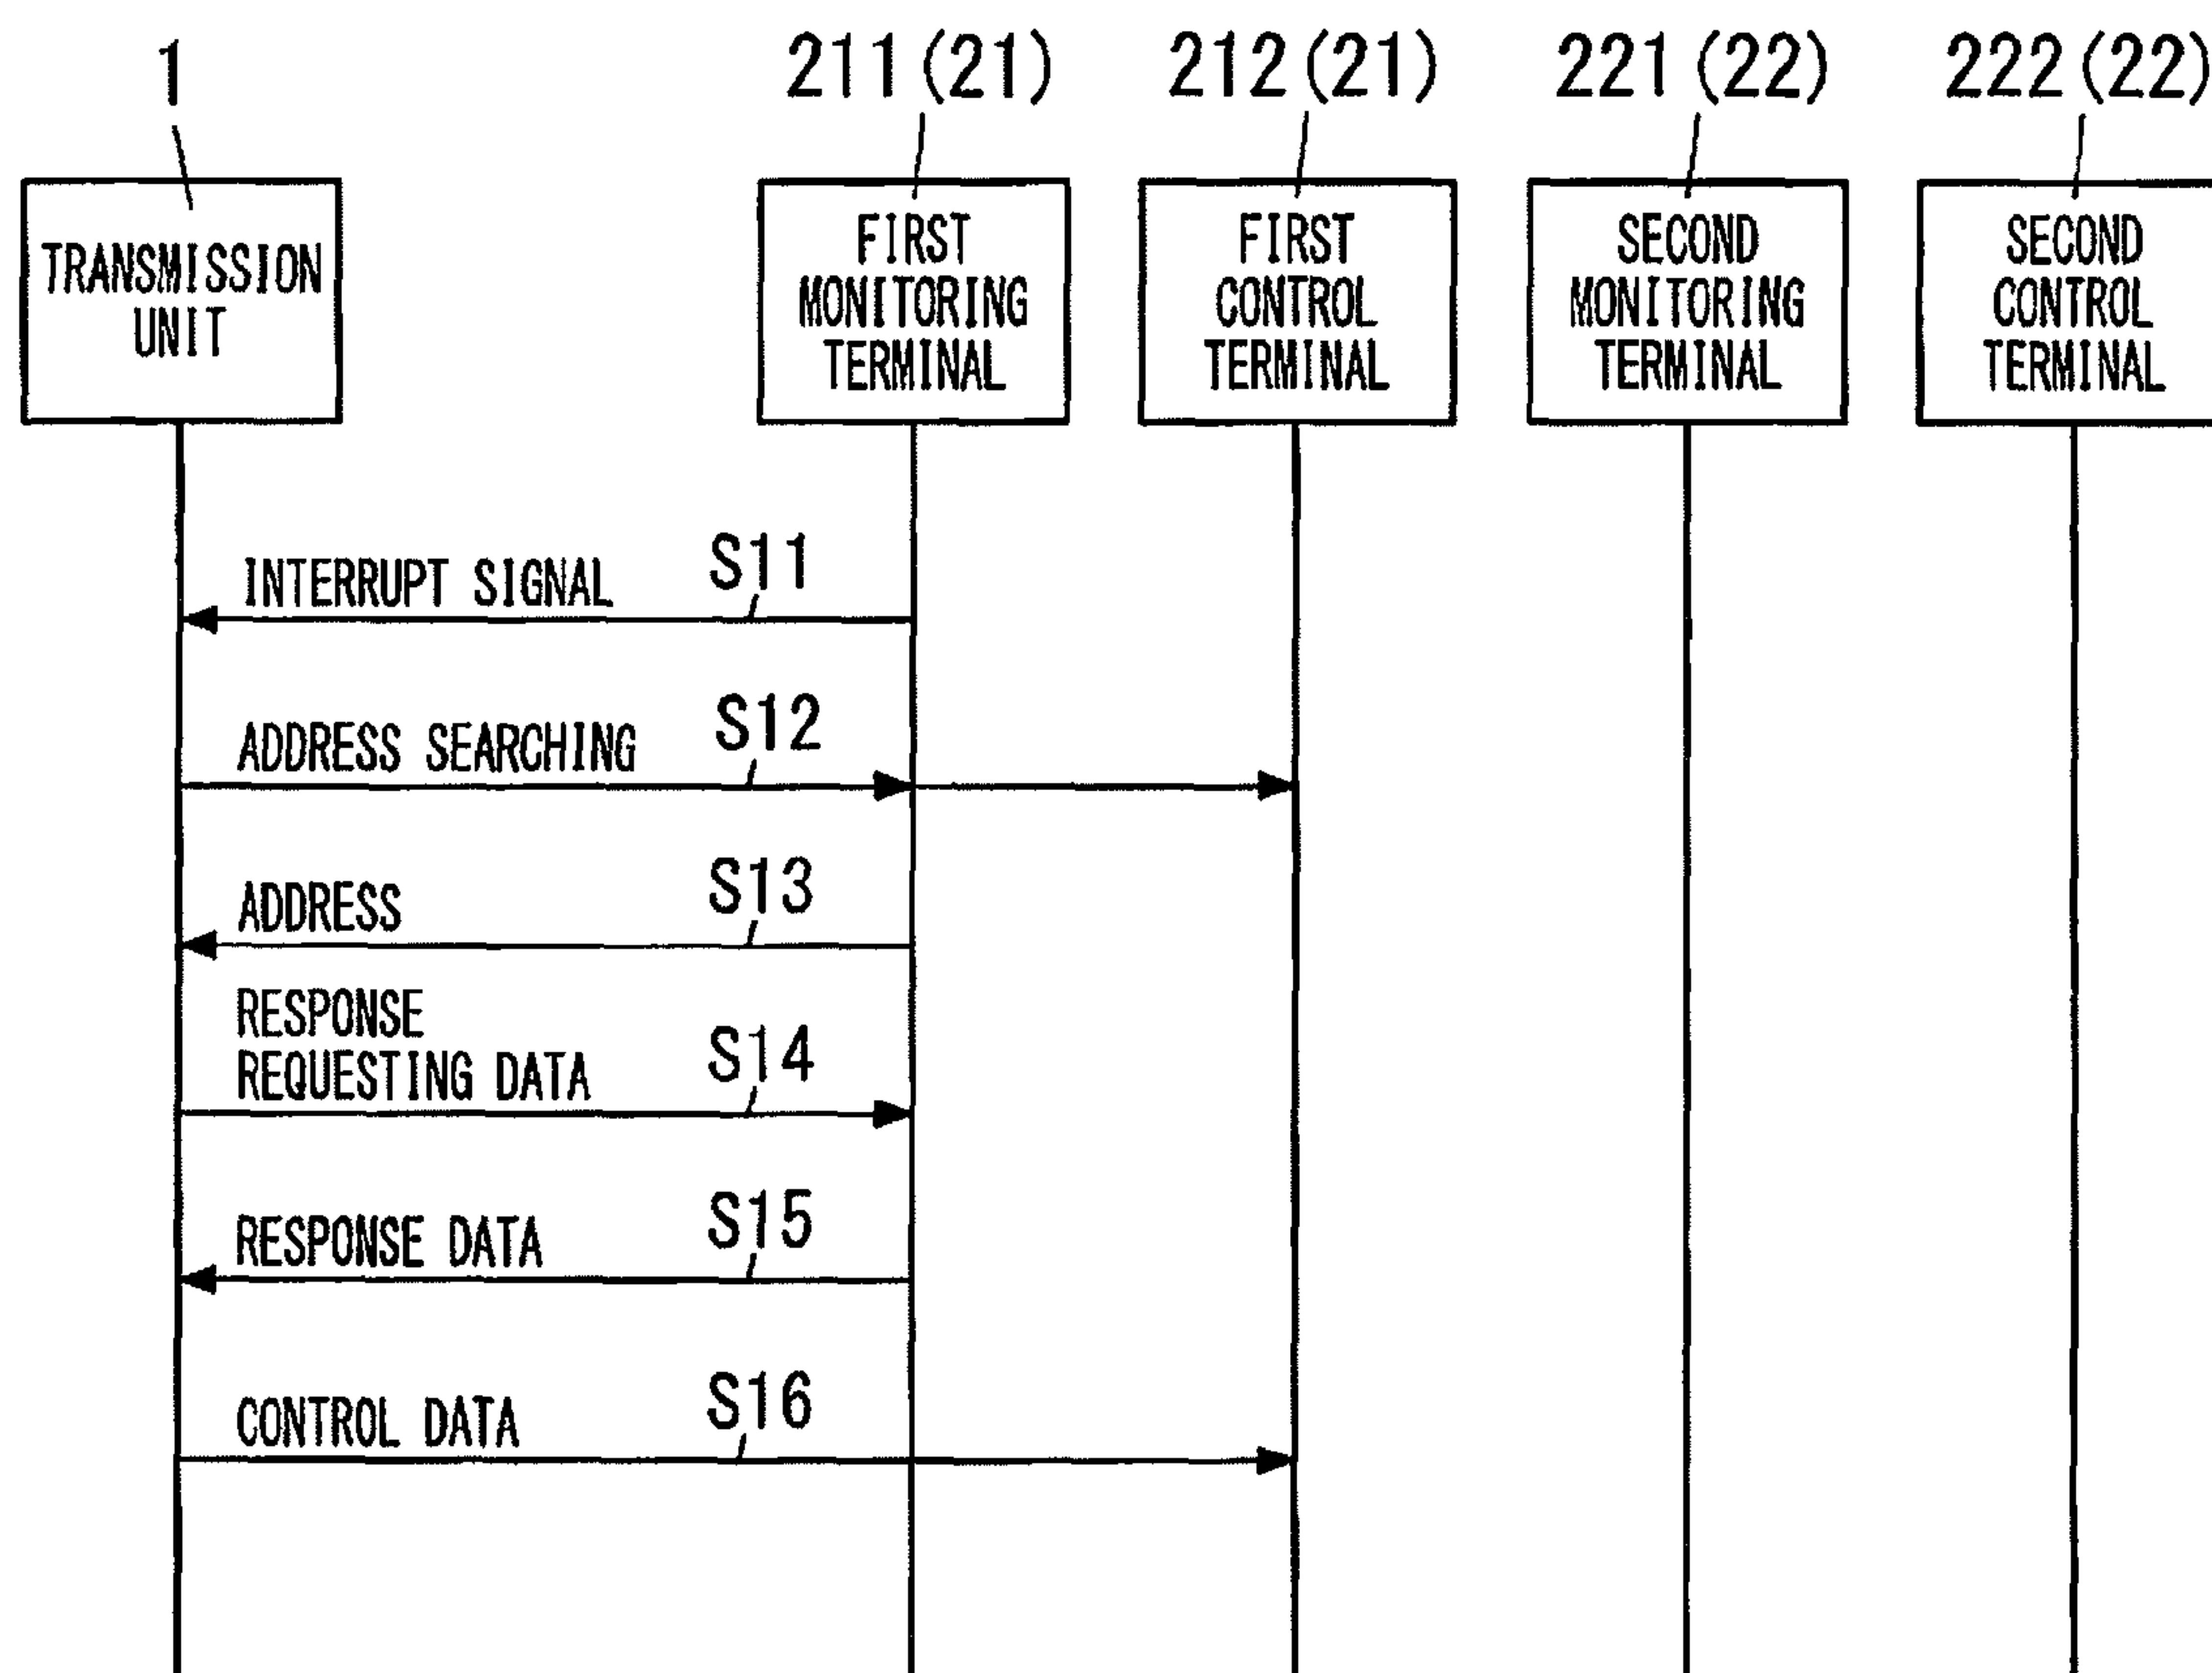 1
211(21)
212(21)
221(22)
222(22)
TRANSMISSION
UNIT
FIRST
MONITORING
TERMINAL
FIRST
CONTROL
TERMINAL
SECOND
MONITORING
TERMINAL
SECOND
CONTROL
TERMINAL
INTERRUPT SIGNAL
S11
ADDRESS SEARCHING
S12
ADDRESS
S13
RESPONSE
REQUESTING DATA
S14
RESPONSE DATA
S15
CONTROL DATA
S16